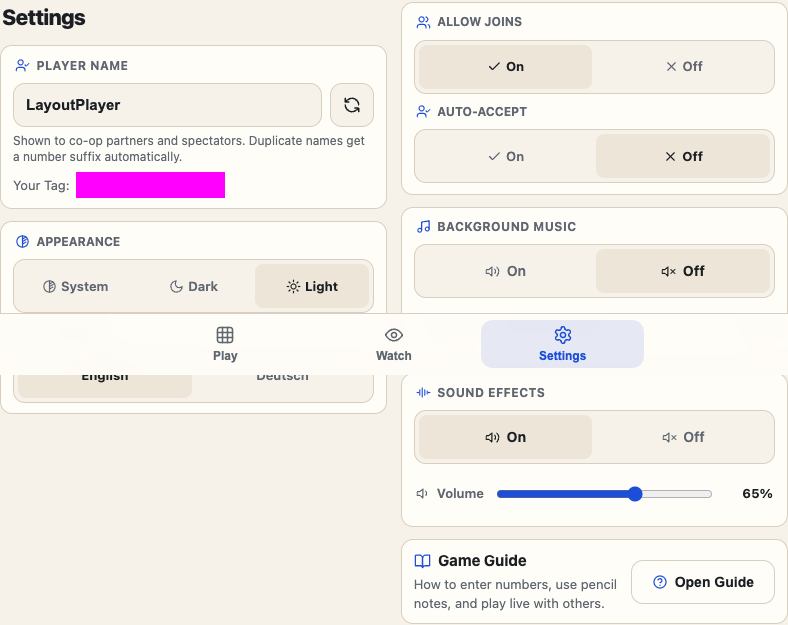 Settings
PLAYER NAME
LayoutPlayer
Shown to co-op partners and spectators. Duplicate names get
a number suffix automatically.
Your Tag:
APPEARANCE
System
Dark
Light
English
Deutsch
ALLOW JOINS
On
Off
AUTO-ACCEPT
On
Off
BACKGROUND MUSIC
On
Off
Play
Watch
Settings
SOUND EFFECTS
On
Off
Volume
65%
Game Guide
How to enter numbers, use pencil
notes, and play live with others.
Open Guide